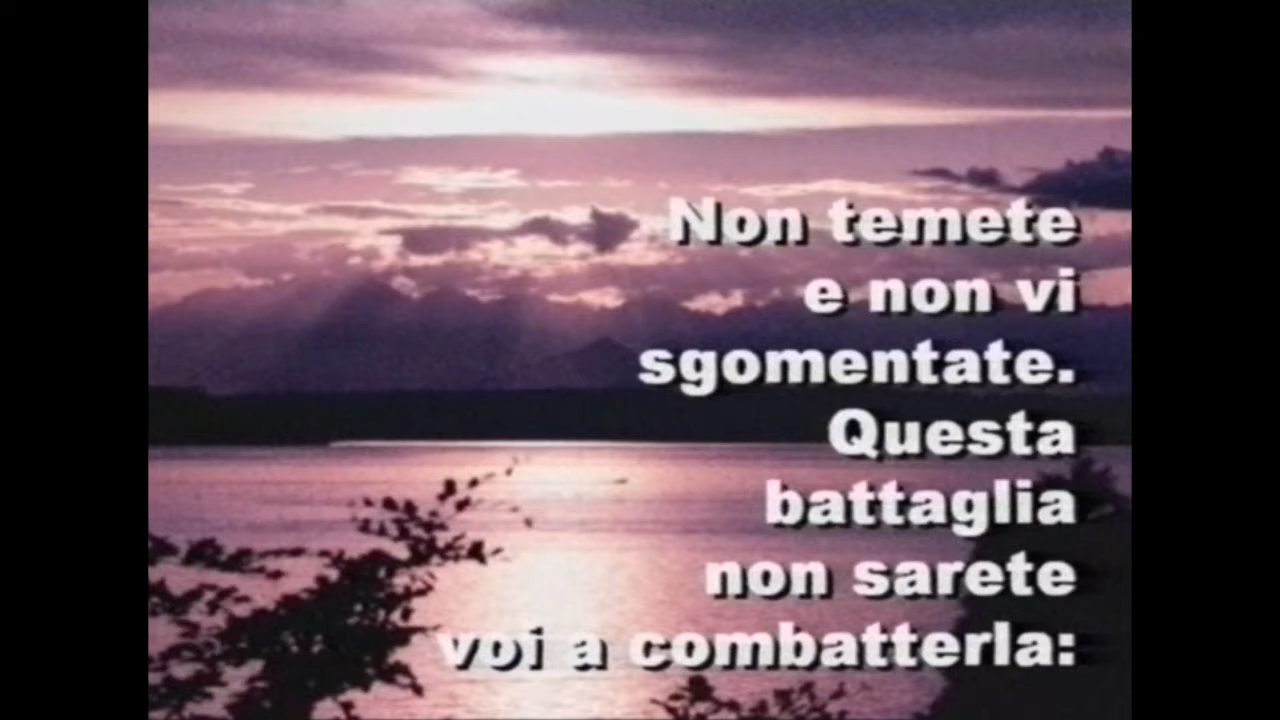 Non temete
e non vi
sgomentate.
Questa
battaglia
non sarete
voi a combatterla: